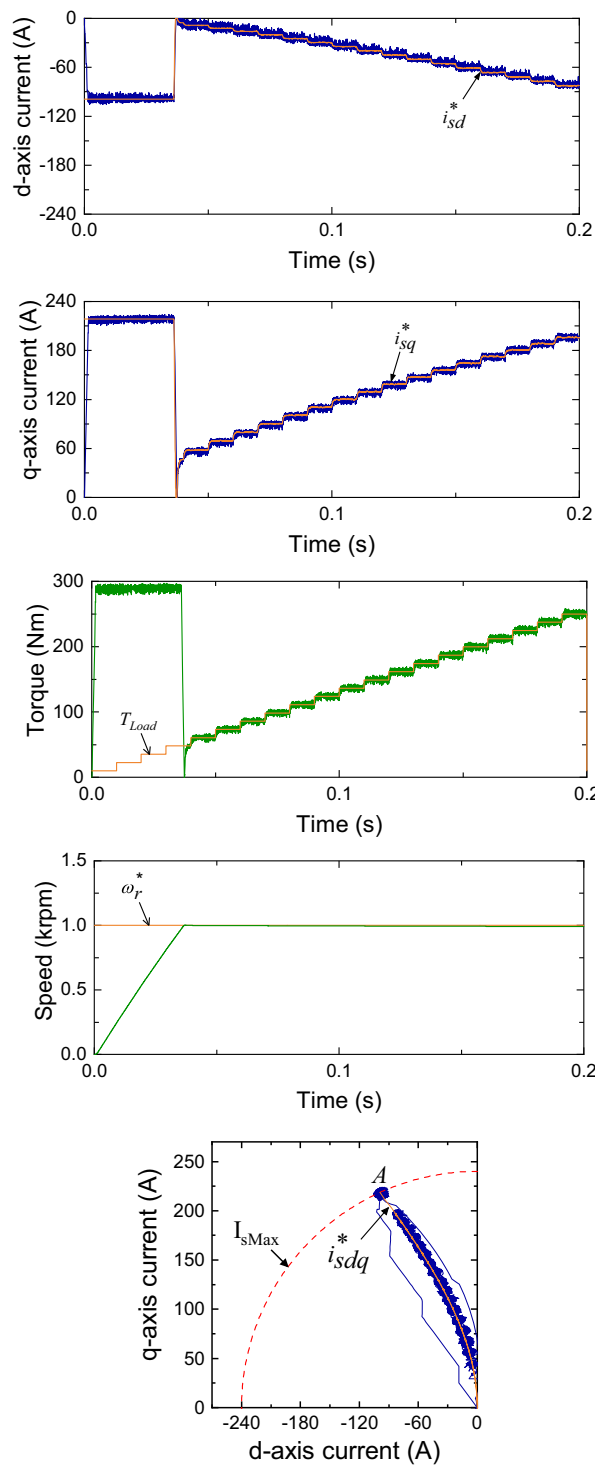 d-axis current (A)
0
-60
-120
-180
-240
i*sd
0.0
0.1
0.2
Time (s)
q-axis current (A)
240
180
120
60
0
i*sq
0.0
0.1
0.2
Time (s)
Torque (Nm)
300
200
100
0
TLoad
0.0
0.1
0.2
Time (s)
Speed (krpm)
1.5
1.0
0.5
0.0
ωr*
0.0
0.1
0.2
Time (s)
q-axis current (A)
250
200
150
100
50
0
A
IsMax
i*sdq
-240
-180
-120
-60
0
d-axis current (A)